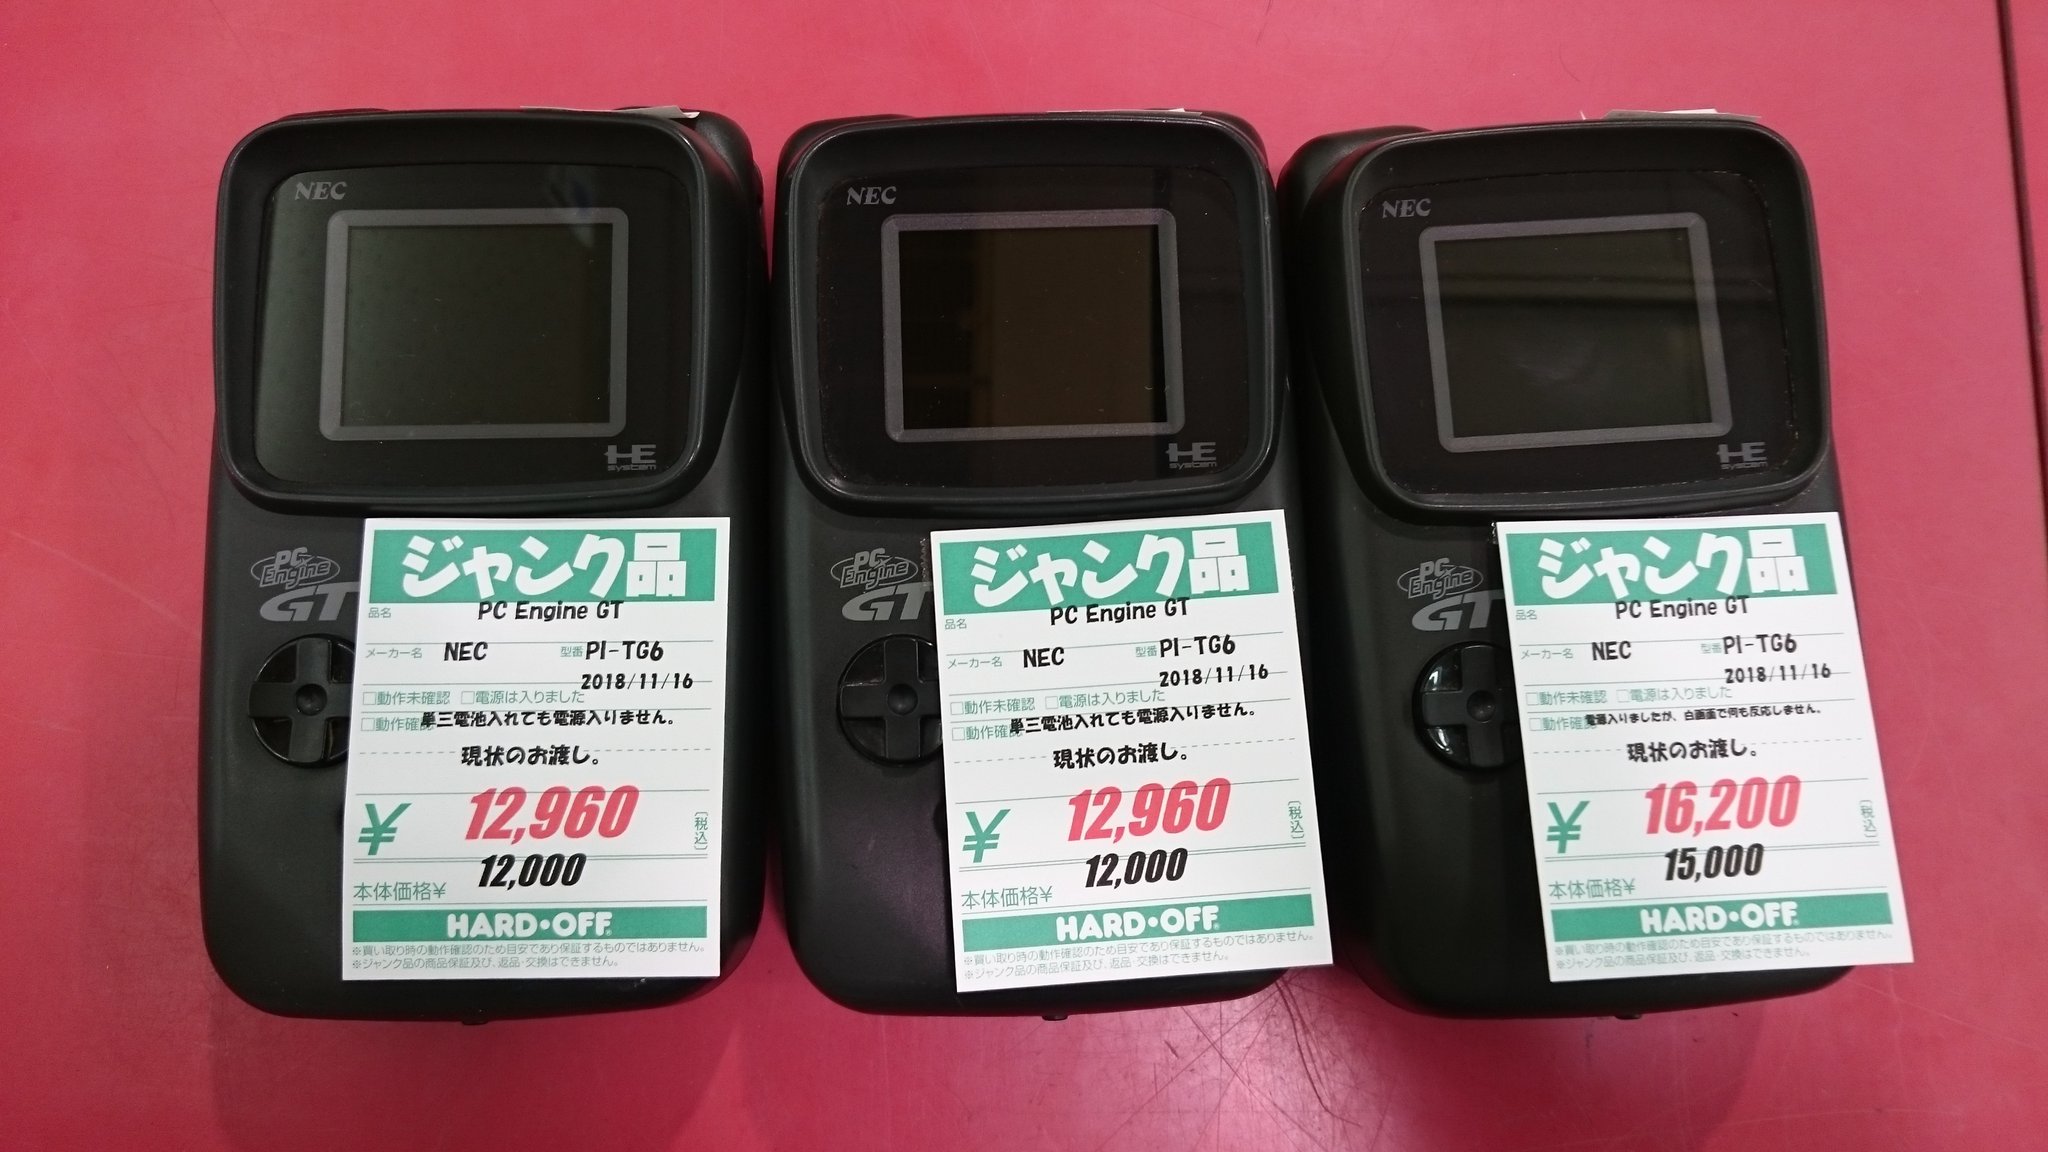 NEC
HE
system
PC
Engine
GT
ジャンク品
品名 PC Engine GT
メーカー名 NEC 型番 PI-TG6
2018/11/16
□動作未確認 □電源は入りました
□動作確認 単三電池入れても電源入りません。
現状のお渡し。
¥ 12,960 (税込)
本体価格¥ 12,000
HARD・OFF
※買い取り時の動作確認のため目安であり保証するものではありません。
※ジャンク品の商品保証及び、返品・交換はできません。
NEC
HE
system
PC
Engine
GT
ジャンク品
品名 PC Engine GT
メーカー名 NEC 型番 PI-TG6
2018/11/16
□動作未確認 □電源は入りました
□動作確認 単三電池入れても電源入りません。
現状のお渡し。
¥ 12,960 (税込)
本体価格¥ 12,000
HARD・OFF
※買い取り時の動作確認のため目安であり保証するものではありません。
※ジャンク品の商品保証及び、返品・交換はできません。
NEC
HE
system
PC
Engine
GT
ジャンク品
品名 PC Engine GT
メーカー名 NEC 型番 PI-TG6
2018/11/16
□動作未確認 □電源は入りました
□動作確 電源入りましたが、白画面で何も反応しません。
現状のお渡し。
¥ 16,200 (税込)
本体価格¥ 15,000
HARD・OFF
※買い取り時の動作確認のため目安であり保証するものではありません。
※ジャンク品の商品保証及び、返品・交換はできません。